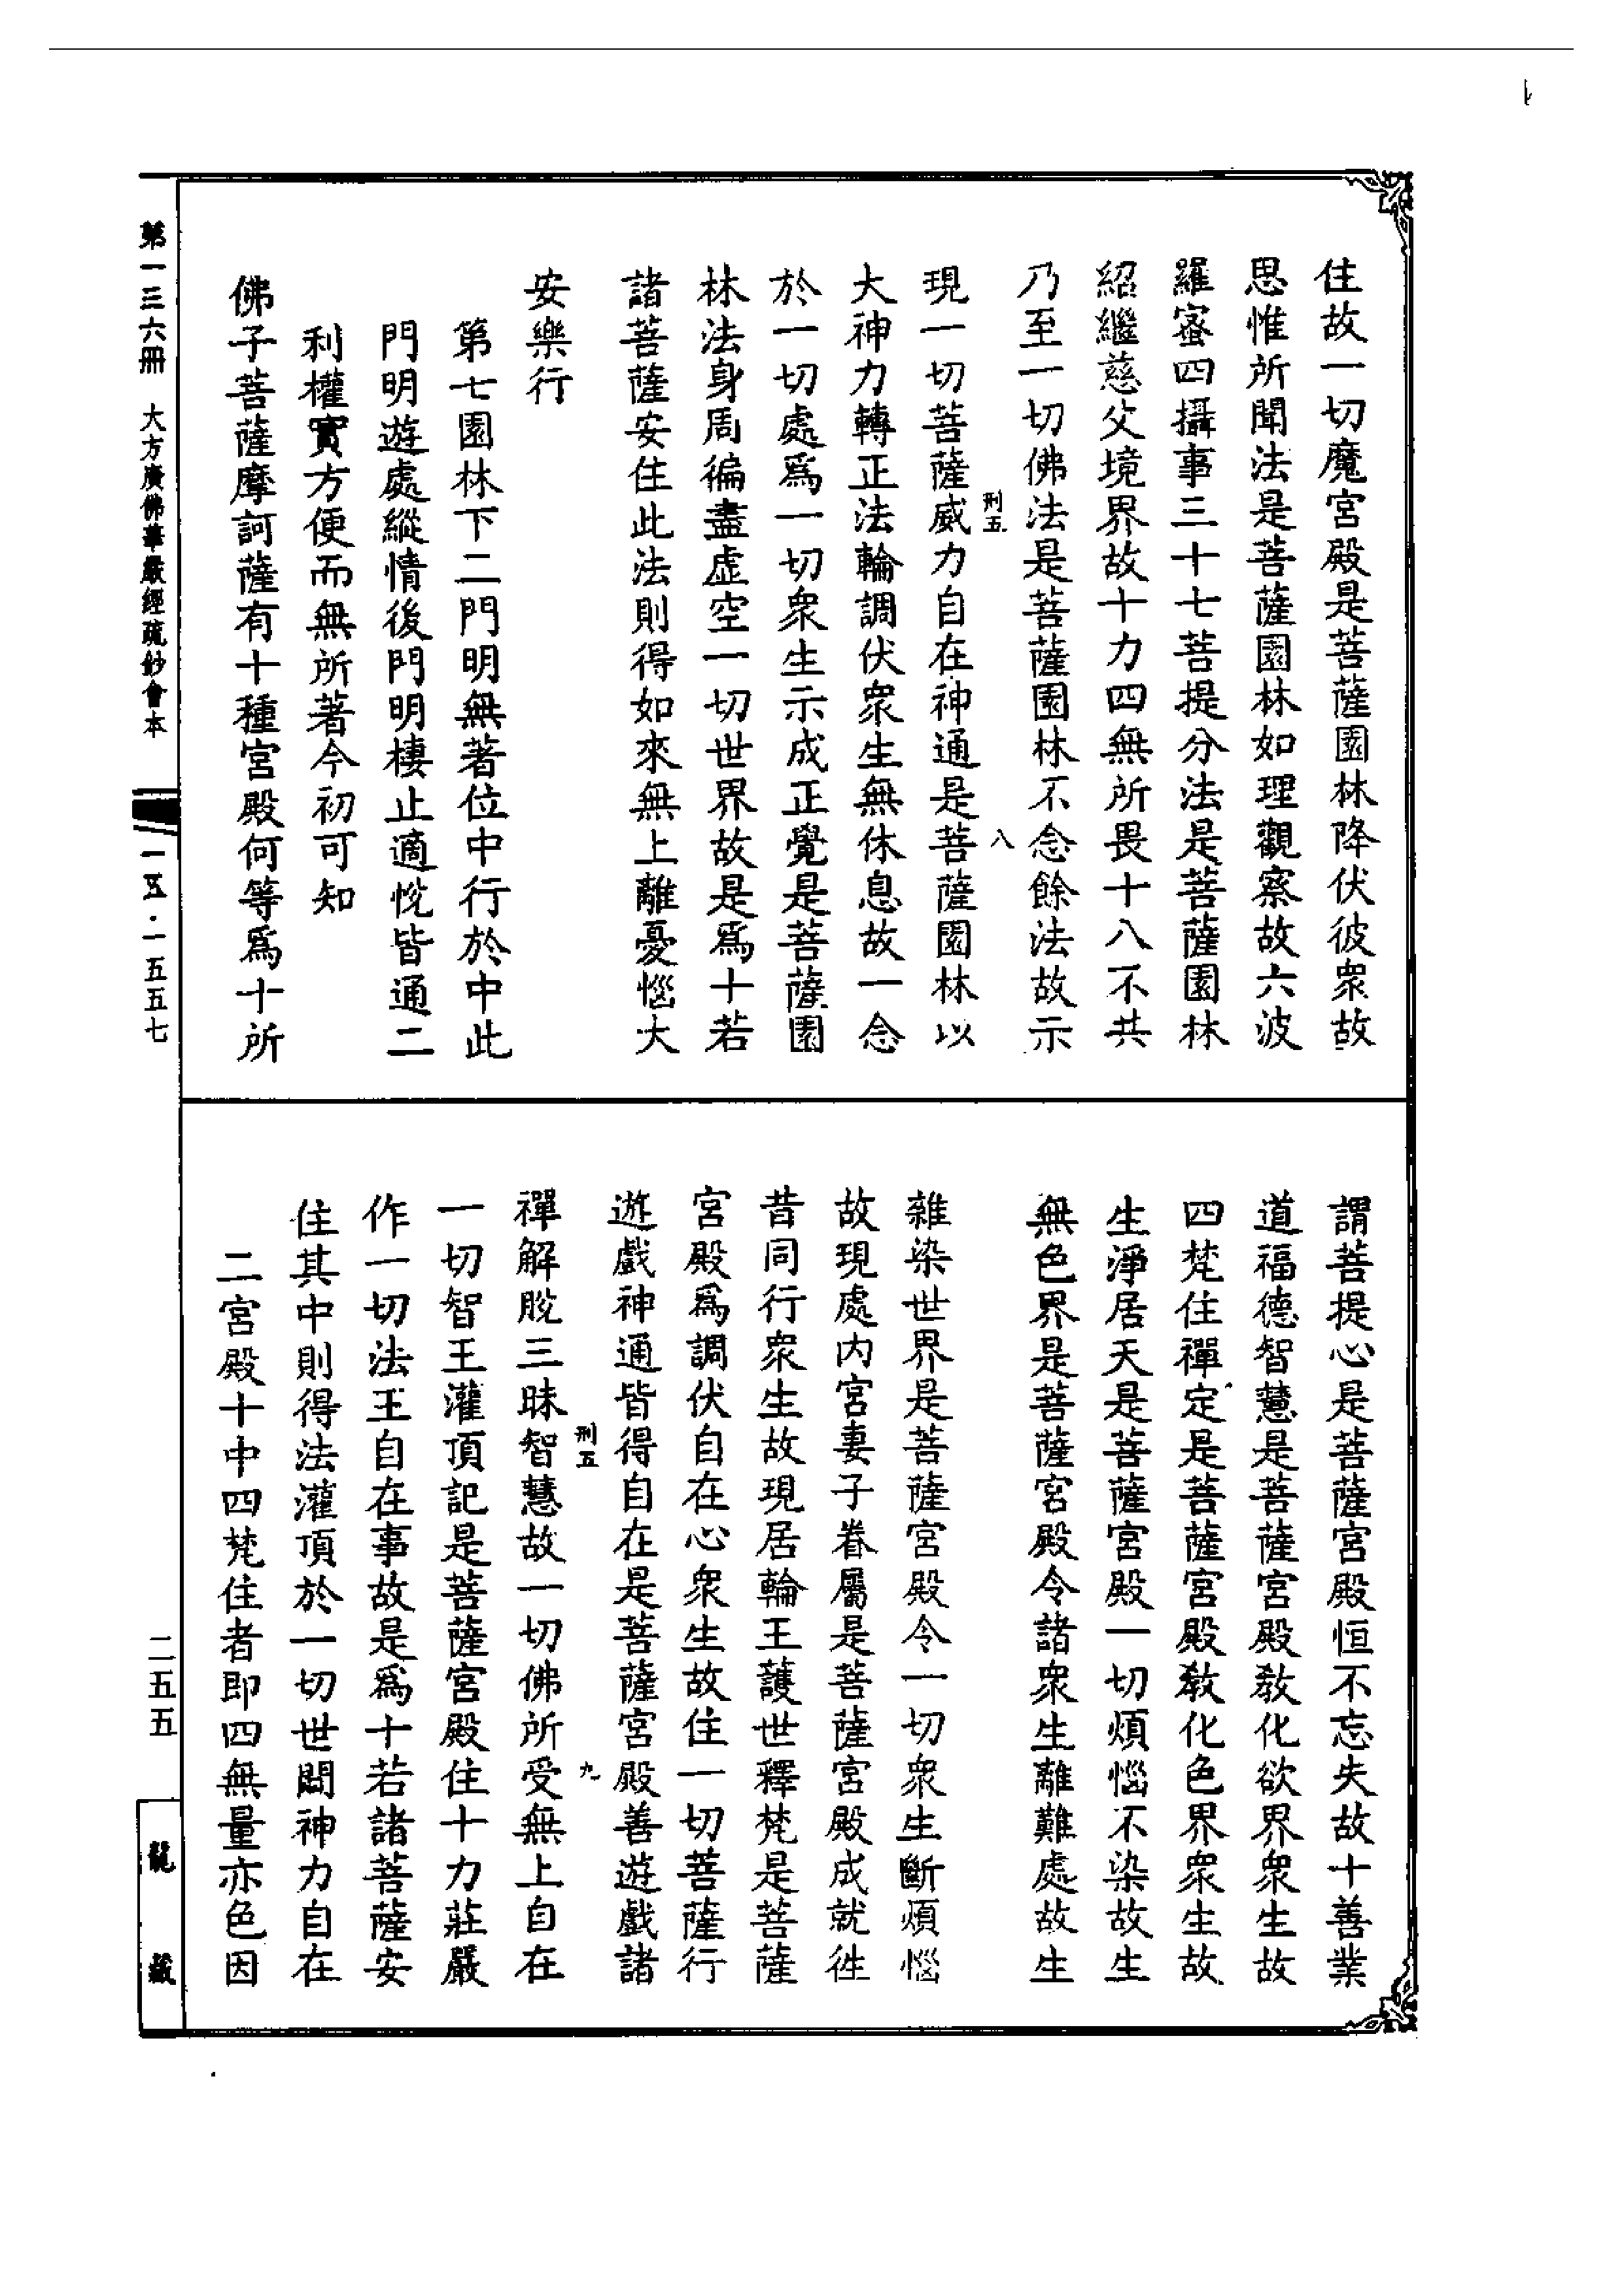 住故一切魔宮殿是菩薩園林降伏彼衆故
思惟所聞法是菩薩園林如理觀察故六波
羅蜜四攝事三十七菩提分法是菩薩園林
紹繼慈父境界故十力四無所畏十八不共
乃至一切佛法是菩薩園林不念餘法故示
刑五 八
現一切菩薩威力自在神通是菩薩園林以
大神力轉正法輪調伏衆生無休息故一念
於一切處爲一切衆生示成正覺是菩薩園
林法身周徧盡虛空一切世界故是爲十若
諸菩薩安住此法則得如來無上離憂惱大
安樂行
第七園林下二門明無著位中行於中此
門明遊處縱情後門明棲止適悅皆通二
利權實方便而無所著今初可知
佛子菩薩摩訶薩有十種宮殿何等爲十所
謂菩提心是菩薩宮殿恒不忘失故十善業
道福德智慧是菩薩宮殿敎化欲界衆生故
四梵住禪定是菩薩宮殿敎化色界衆生故
生淨居天是菩薩宮殿一切煩惱不染故生
無色界是菩薩宮殿令諸衆生離難處故生
雜染世界是菩薩宮殿令一切衆生斷煩惱
故現處內宮妻子眷屬是菩薩宮殿成就徃
昔同行衆生故現居輪王護世釋梵是菩薩
宮殿爲調伏自在心衆生故住一切菩薩行
遊戲神通皆得自在是菩薩宮殿善遊戲諸
刑五 九
禪解脫三昧智慧故一切佛所受無上自在
一切智王灌頂記是菩薩宮殿住十力莊嚴
作一切法王自在事故是爲十若諸菩薩安
住其中則得法灌頂於一切世間神力自在
二宮殿十中四梵住者即四無量亦色因
第一三六冊 大方廣佛華嚴經疏鈔會本 一五·一五五七
二五五
龍藏